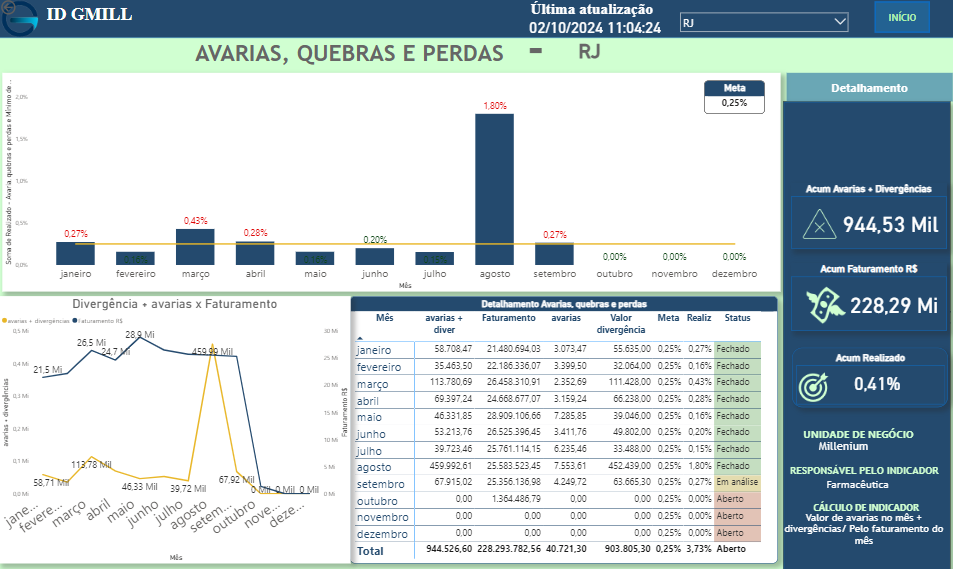 ID GMILL
Última atualização
02/10/2024 11:04:24
RJ
INÍCIO
AVARIAS, QUEBRAS E PERDAS - RJ
Meta
0,25%
Soma de Realizado - Avaria, quebras e perdas e Mínimo de...
2,0%
1,5%
1,0%
0,5%
0,0%
0,27% 0,16% 0,43% 0,28% 0,16% 0,20% 0,15% 1,80% 0,27% 0,00% 0,00% 0,00%
janeiro fevereiro março abril maio junho julho agosto setembro outubro novembro dezembro
Mês
Detalhamento
Acum Avarias + Divergências
944,53 Mil
Acum Faturamento R$
228,29 Mi
Acum Realizado
0,41%
UNIDADE DE NEGÓCIO
Millenium
RESPONSÁVEL PELO INDICADOR
Farmacêutica
CÁLCULO DE INDICADOR
Valor de avarias no mês +
divergências/ Pelo faturamento do
mês
Divergência + avarias x Faturamento
avarias + divergências Faturamento R$
avarias + divergências
0,5 Mi
0,4 Mi
0,3 Mi
0,2 Mi
0,1 Mi
0,0 Mi
21,5 Mi
26,5 Mi
24,7 Mi
28,9 Mi
459,99 Mil
58,71 Mil
113,78 Mil
46,33 Mil
39,72 Mil
67,92 Mil
0 Mil 0 Mil 0 Mil
30 Mi
25 Mi
20 Mi
15 Mi
10 Mi
5 Mi
0 Mi
Faturamento R$
jane... fevere... março abril maio junho julho agosto setem... outubro nove... deze...
Mês
Detalhamento Avarias, quebras e perdas
Mês avarias + diver Faturamento avarias Valor divergência Meta Realiz Status
janeiro 58.708,47 21.480.694,03 3.073,47 55.635,00 0,25% 0,27% Fechado
fevereiro 35.463,50 22.186.337,07 3.399,50 32.064,00 0,25% 0,16% Fechado
março 113.780,69 26.458.310,91 2.352,69 111.428,00 0,25% 0,43% Fechado
abril 69.397,24 24.668.677,07 3.159,24 66.238,00 0,25% 0,28% Fechado
maio 46.331,85 28.909.106,66 7.285,85 39.046,00 0,25% 0,16% Fechado
junho 53.213,76 26.525.396,45 3.411,76 49.802,00 0,25% 0,20% Fechado
julho 39.723,46 25.761.114,15 6.235,46 33.488,00 0,25% 0,15% Fechado
agosto 459.992,61 25.583.523,45 7.553,61 452.439,00 0,25% 1,80% Fechado
setembro 67.915,02 25.356.136,98 4.249,72 63.665,30 0,25% 0,27% Em análise
outubro 0,00 1.364.486,79 0,00 0,00 0,25% 0,00% Aberto
novembro 0,00 0,00 0,00 0,00 0,25% 0,00% Aberto
dezembro 0,00 0,00 0,00 0,00 0,25% 0,00% Aberto
Total 944.526,60 228.293.782,56 40.721,30 903.805,30 0,25% 3,73% Aberto